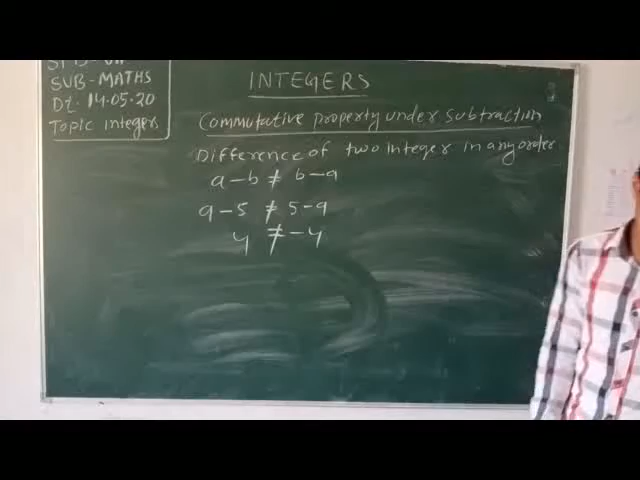 SUB-MATHS
Dt. 14.05.20
Topic integers
INTEGERS
Commutative property under subtraction
Difference of two integer in any order
a-b ≠ b-a
9-5 ≠ 5-9
4 ≠ -4